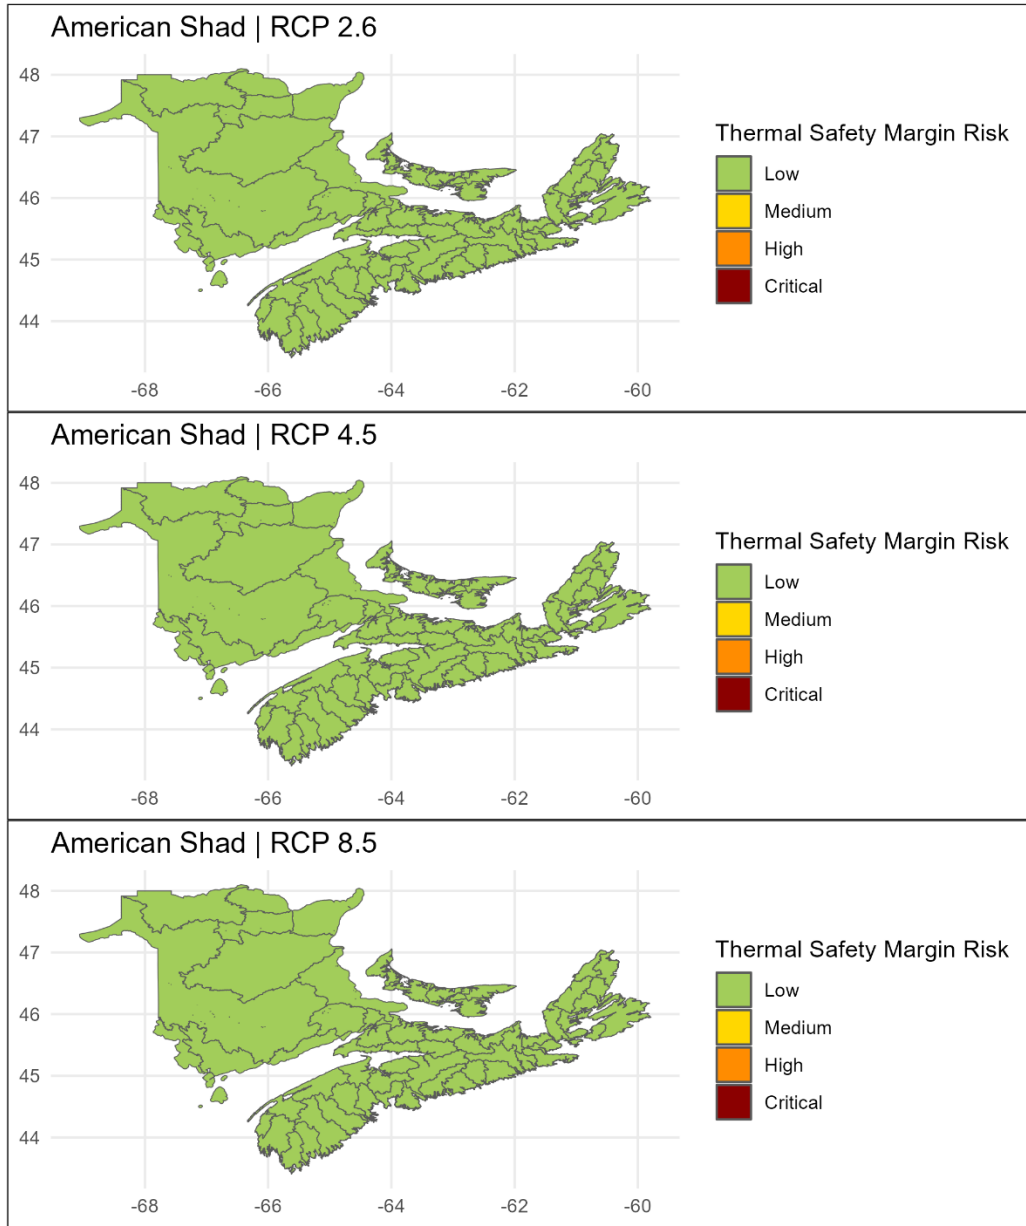 American Shad | RCP 2.6
48
47
46
45
44
-68
-66
-64
-62
-60
Thermal Safety Margin Risk
Low
Medium
High
Critical
American Shad | RCP 4.5
48
47
46
45
44
-68
-66
-64
-62
-60
Thermal Safety Margin Risk
Low
Medium
High
Critical
American Shad | RCP 8.5
48
47
46
45
44
-68
-66
-64
-62
-60
Thermal Safety Margin Risk
Low
Medium
High
Critical